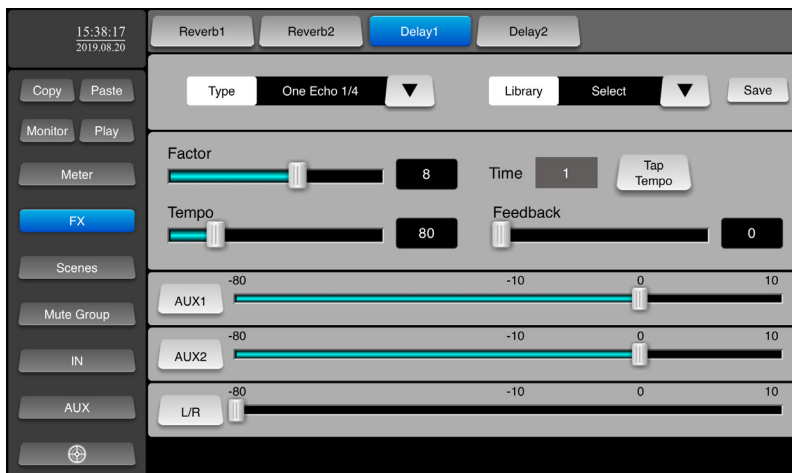 15:38:17
2019.08.20
Reverb1 Reverb2 Delay1 Delay2
Copy Paste
Type One Echo 1/4 Library Select Save
Monitor Play
Meter
FX
Scenes
Mute Group
IN
AUX
Factor
8 Time 1 Tap
Tempo
Tempo Feedback
80 0
-80 -10 0 10
AUX1
-80 -10 0 10
AUX2
-80 -10 0 10
L/R